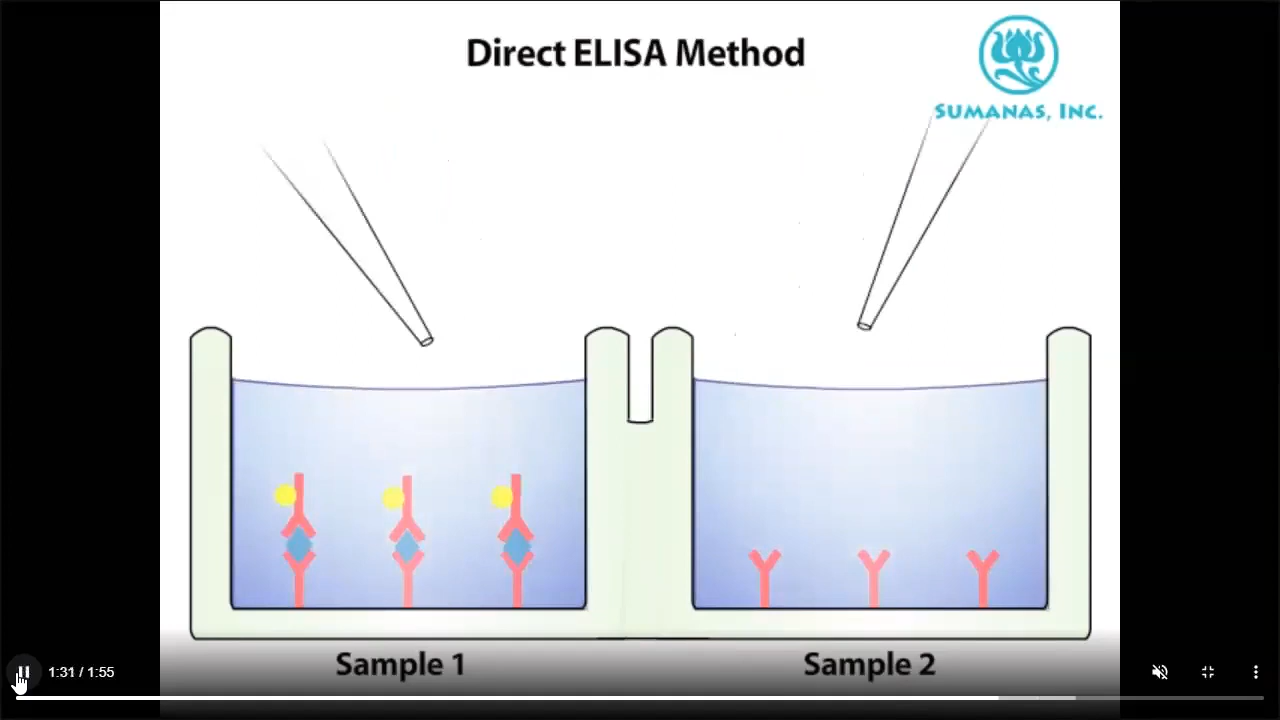 Direct ELISA Method
SUMANAS, INC.
Sample 1
Sample 2
1:31 / 1:55